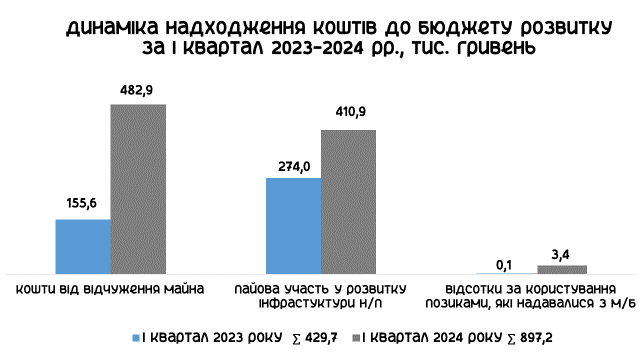 ДИНАМІКА НАДХОДЖЕННЯ КОШТІВ ДО БЮДЖЕТУ РОЗВИТКУ
ЗА І КВАРТАЛ 2023-2024 РР., ТИС. ГРИВЕНЬ
482,9
410,9
274,0
155,6
0,1
3,4
КОШТИ ВІД ВІДЧУЖЕННЯ МАЙНА
ПАЙОВА УЧАСТЬ У РОЗВИТКУ
ІНФРАСТУКТУРИ Н/П
ВІДСОТКИ ЗА КОРИСТУВАННЯ
ПОЗИКАМИ, ЯКІ НАДАВАЛИСЯ З М/Б
І КВАРТАЛ 2023 РОКУ ∑ 429,7
І КВАРТАЛ 2024 РОКУ ∑ 897,2